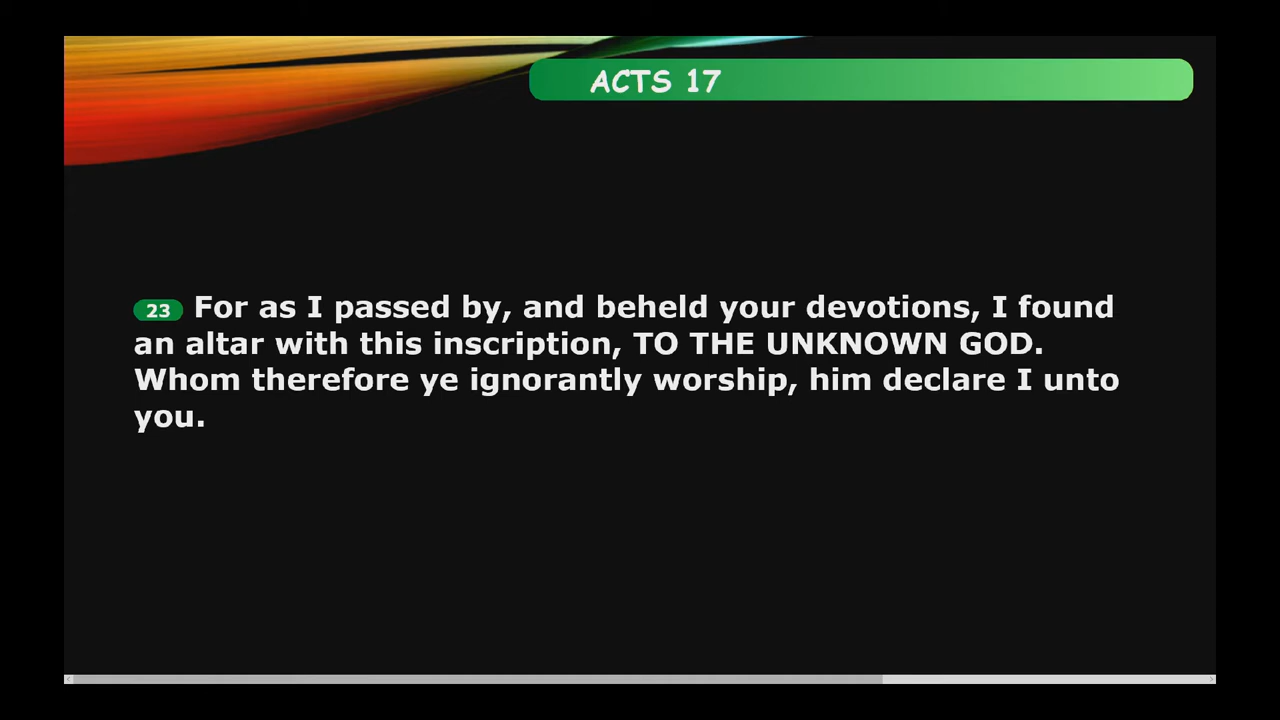 ACTS 17
23 For as I passed by, and beheld your devotions, I found
an altar with this inscription, TO THE UNKNOWN GOD.
Whom therefore ye ignorantly worship, him declare I unto
you.